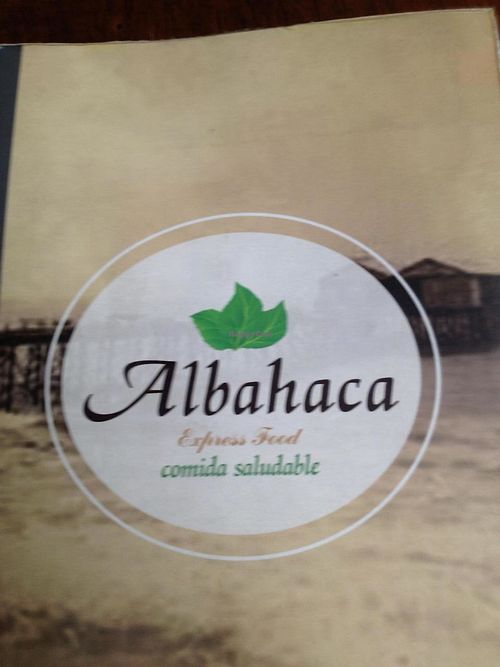 Albahaca
Express Food
comida saludable